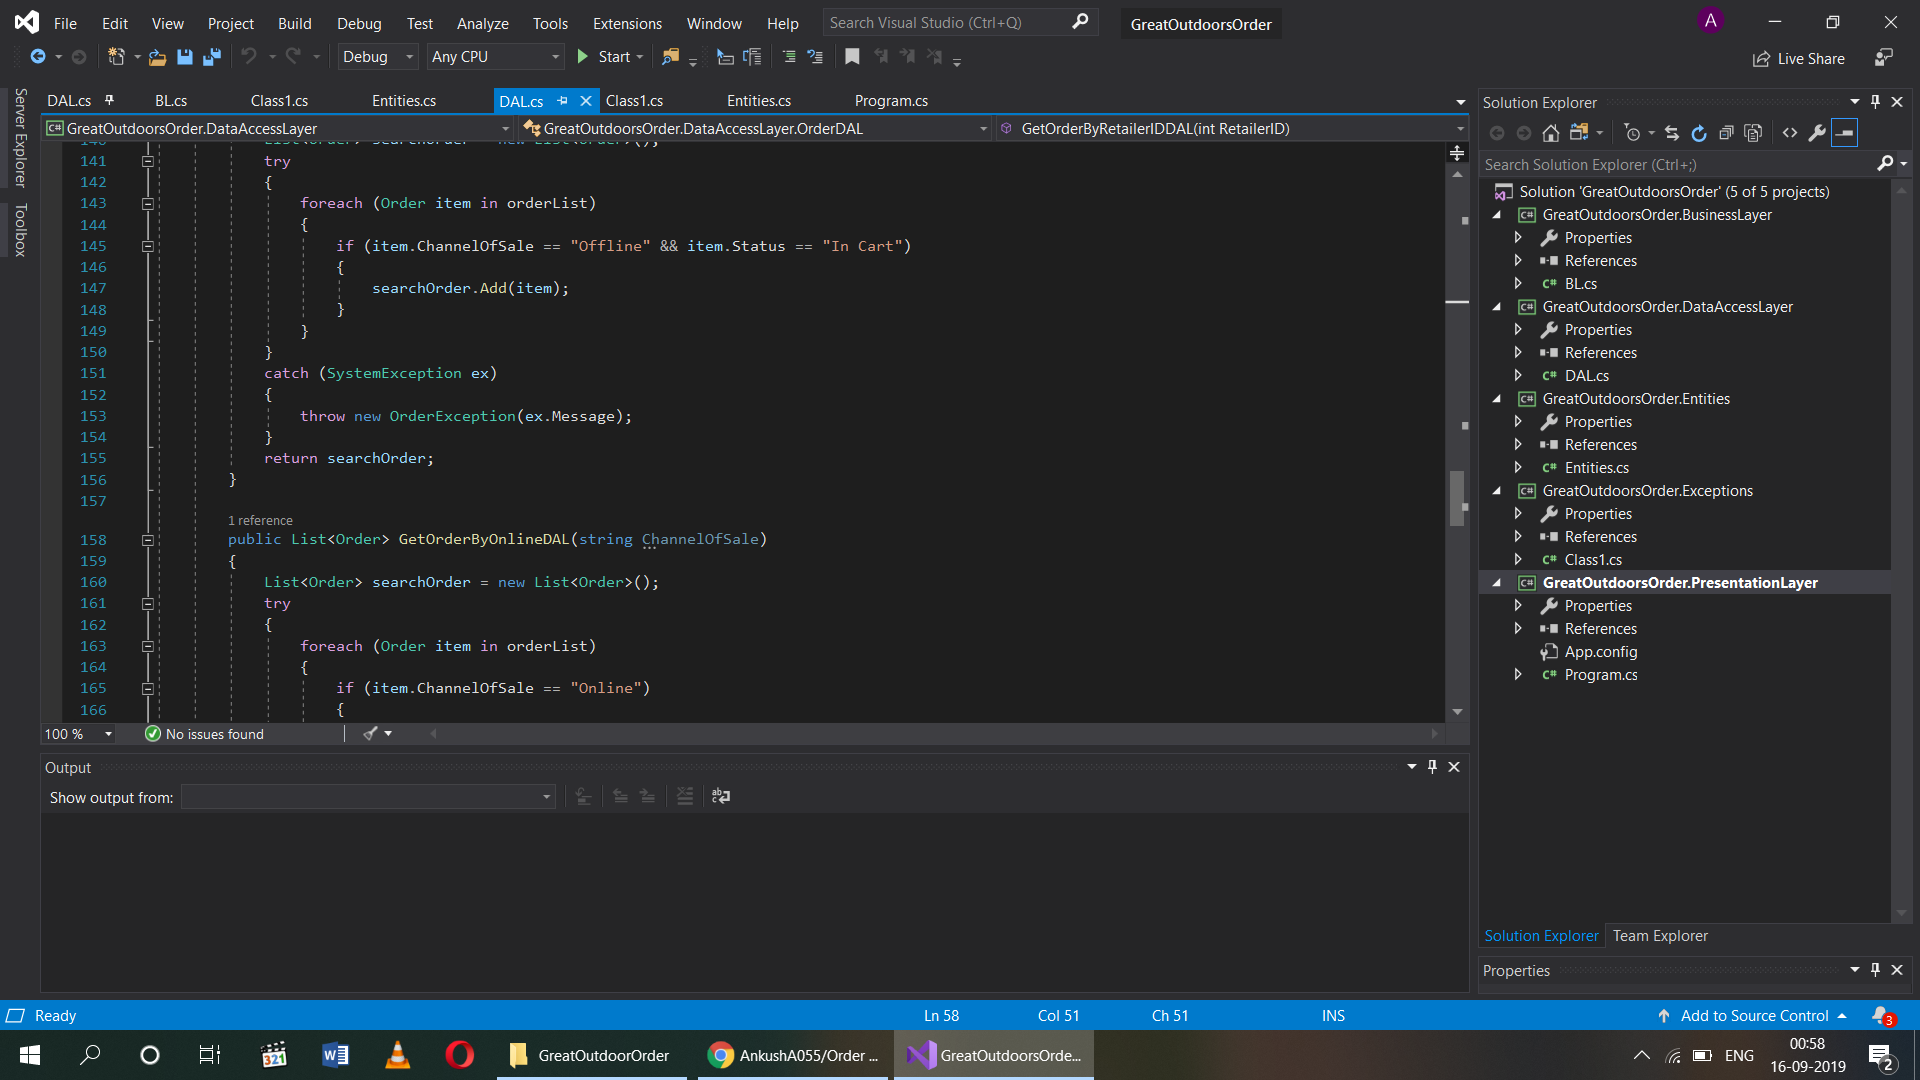 File Edit View Project Build Debug Test Analyze Tools Extensions Window Help Search Visual Studio (Ctrl+Q) GreatOutdoorsOrder A
Debug Any CPU Start Live Share
Server Explorer
Toolbox
DAL.cs BL.cs Class1.cs Entities.cs DAL.cs Class1.cs Entities.cs Program.cs
GreatOutdoorsOrder.DataAccessLayer GreatOutdoorsOrder.DataAccessLayer.OrderDAL GetOrderByRetailerIDDAL(int RetailerID)
140 List<Order> searchOrder = new List<Order>();
141 try
142 {
143 foreach (Order item in orderList)
144 {
145 if (item.ChannelOfSale == "Offline" && item.Status == "In Cart")
146 {
147 searchOrder.Add(item);
148 }
149 }
150 }
151 catch (SystemException ex)
152 {
153 throw new OrderException(ex.Message);
154 }
155 return searchOrder;
156 }
157
1 reference
158 public List<Order> GetOrderByOnlineDAL(string ChannelOfSale)
159 {
160 List<Order> searchOrder = new List<Order>();
161 try
162 {
163 foreach (Order item in orderList)
164 {
165 if (item.ChannelOfSale == "Online")
166 {
100 % No issues found
Output
Show output from:
Solution Explorer
Search Solution Explorer (Ctrl+;)
Solution 'GreatOutdoorsOrder' (5 of 5 projects)
GreatOutdoorsOrder.BusinessLayer
Properties
References
C# BL.cs
GreatOutdoorsOrder.DataAccessLayer
Properties
References
C# DAL.cs
GreatOutdoorsOrder.Entities
Properties
References
C# Entities.cs
GreatOutdoorsOrder.Exceptions
Properties
References
C# Class1.cs
GreatOutdoorsOrder.PresentationLayer
Properties
References
App.config
C# Program.cs
Solution Explorer Team Explorer
Properties
Ready Ln 58 Col 51 Ch 51 INS Add to Source Control 3
321 GreatOutdoorOrder AnkushA055/Order ... GreatOutdoorsOrde... ENG 00:58
16-09-2019 2